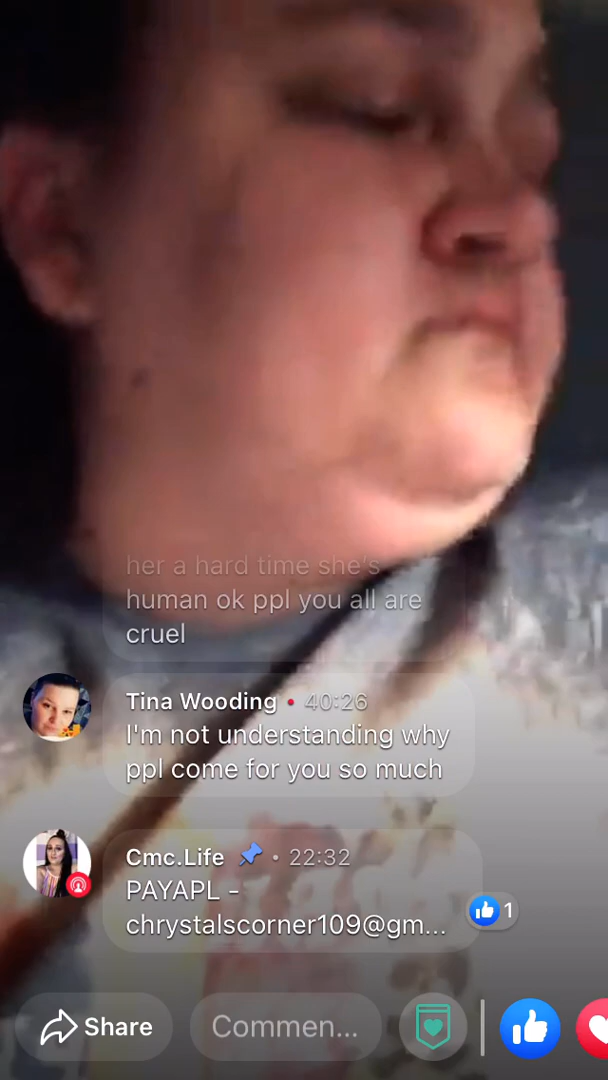 her a hard time she's
human ok ppl you all are
cruel
Tina Wooding • 40:26
I'm not understanding why
ppl come for you so much
Cmc.Life • 22:32
PAYAPL -
chrystalscorner109@gm...
1
Share
Commen...